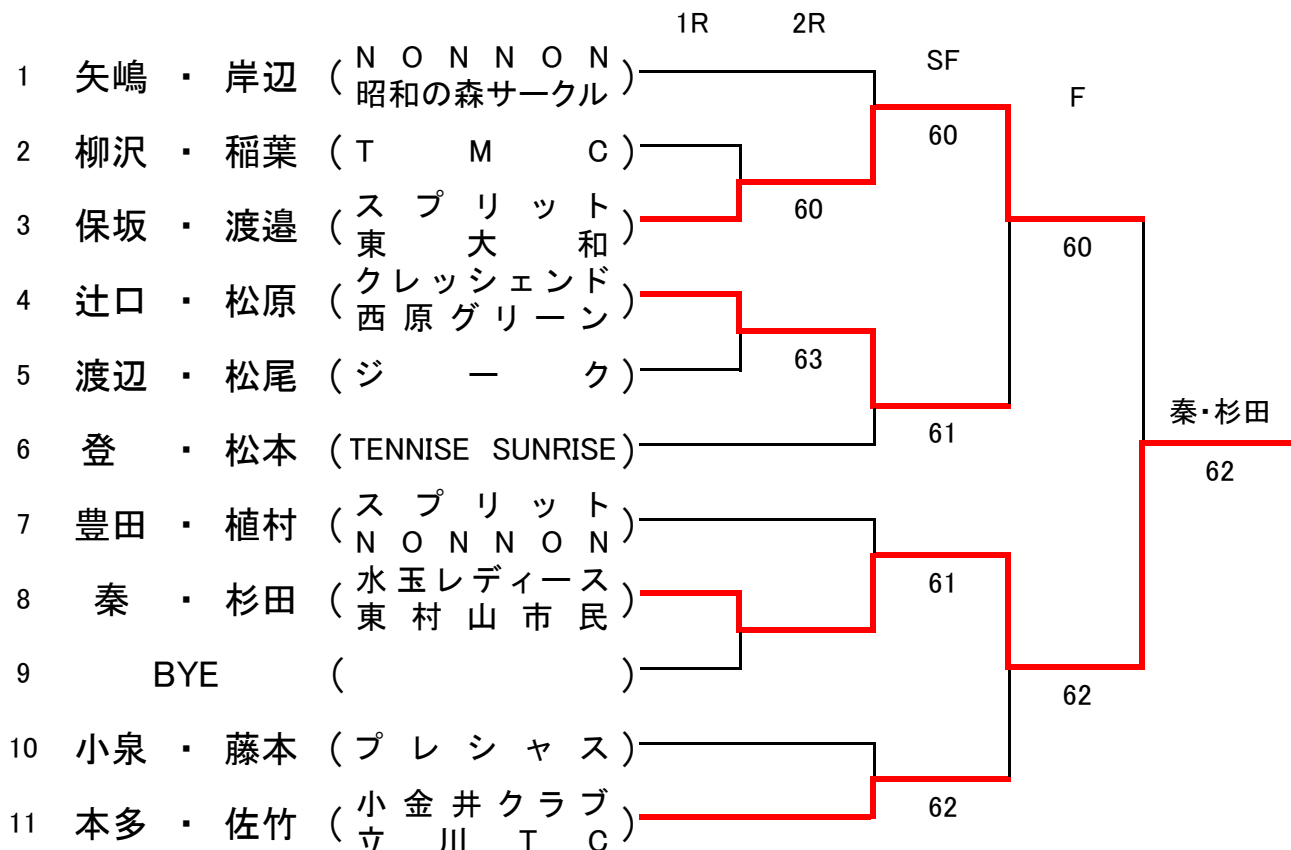 1R 2R
SF
F
1 矢嶋 ・ 岸辺 (NONNON
昭和の森サークル)
2 柳沢 ・ 稲葉 (TMC)
3 保坂 ・ 渡邉 (スプリット
東大和)
4 辻口 ・ 松原 (クレッシェンド
西原グリーン)
5 渡辺 ・ 松尾 (ジーク)
6 登 ・ 松本 (TENNISE SUNRISE)
7 豊田 ・ 植村 (スプリット
NONNON)
8 秦 ・ 杉田 (水玉レディース
東村山市民)
9 BYE ( )
10 小泉 ・ 藤本 (プレシャス)
11 本多 ・ 佐竹 (小金井クラブ
立川TC)
60
60
60
63
61
秦・杉田
62
61
62
62